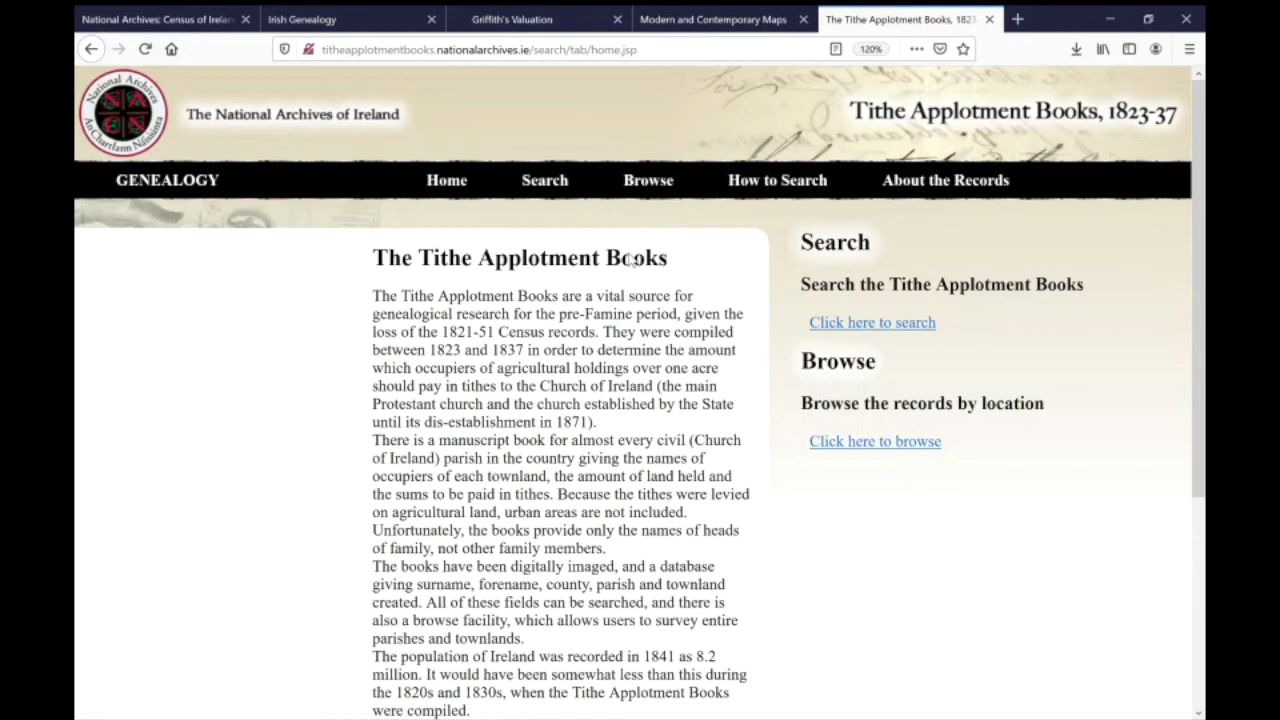 National Archives: Census of Irelan
Irish Genealogy
Griffith's Valuation
Modern and Contemporary Maps
The Tithe Applotment Books, 1823
titheapplotmentbooks.nationalarchives.ie/search/tab/home.jsp
120%
The National Archives of Ireland
Tithe Applotment Books, 1823-37
GENEALOGY
Home
Search
Browse
How to Search
About the Records
The Tithe Applotment Books
The Tithe Applotment Books are a vital source for
genealogical research for the pre-Famine period, given the
loss of the 1821-51 Census records. They were compiled
between 1823 and 1837 in order to determine the amount
which occupiers of agricultural holdings over one acre
should pay in tithes to the Church of Ireland (the main
Protestant church and the church established by the State
until its dis-establishment in 1871).
There is a manuscript book for almost every civil (Church
of Ireland) parish in the country giving the names of
occupiers of each townland, the amount of land held and
the sums to be paid in tithes. Because the tithes were levied
on agricultural land, urban areas are not included.
Unfortunately, the books provide only the names of heads
of family, not other family members.
The books have been digitally imaged, and a database
giving surname, forename, county, parish and townland
created. All of these fields can be searched, and there is
also a browse facility, which allows users to survey entire
parishes and townlands.
The population of Ireland was recorded in 1841 as 8.2
million. It would have been somewhat less than this during
the 1820s and 1830s, when the Tithe Applotment Books
were compiled.
Search
Search the Tithe Applotment Books
Click here to search
Browse
Browse the records by location
Click here to browse